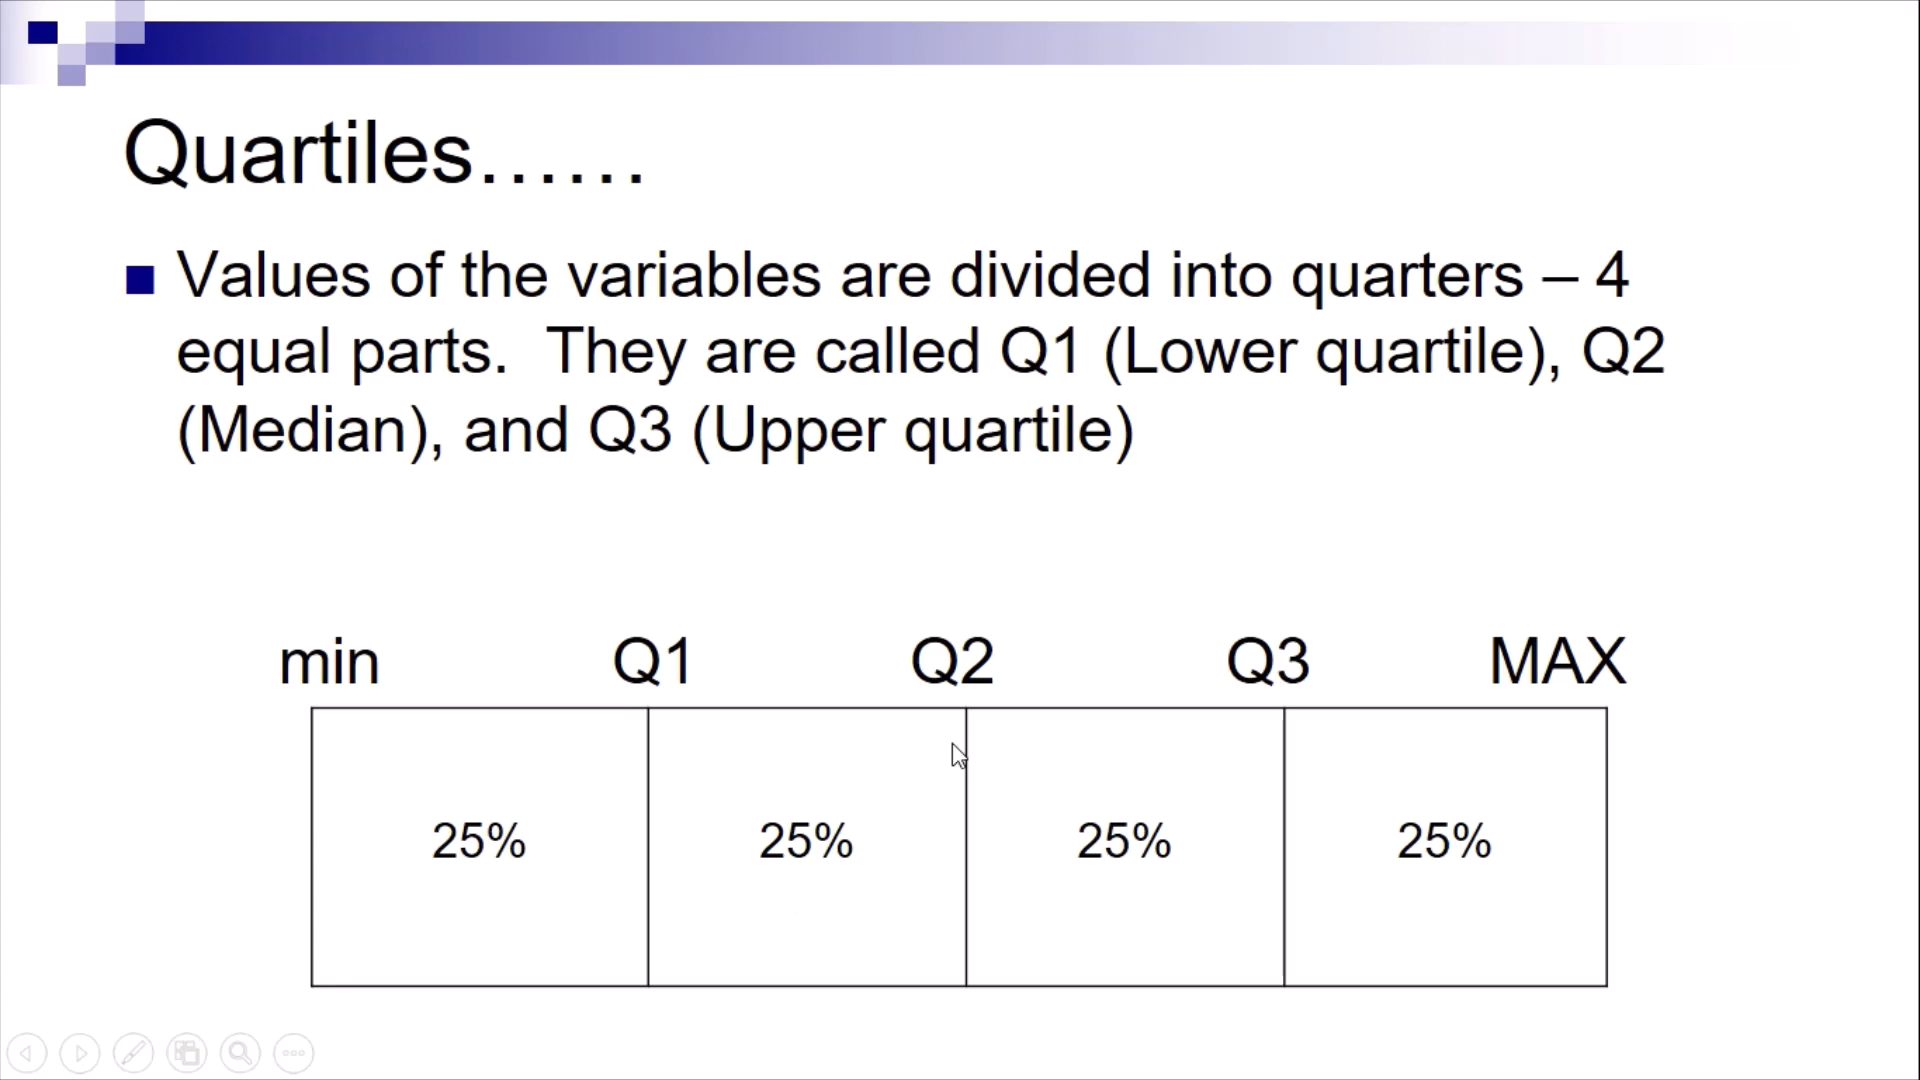 Quartiles......
Values of the variables are divided into quarters – 4
equal parts.  They are called Q1 (Lower quartile), Q2
(Median), and Q3 (Upper quartile)
min Q1 Q2 Q3 MAX
25% 25% 25% 25%